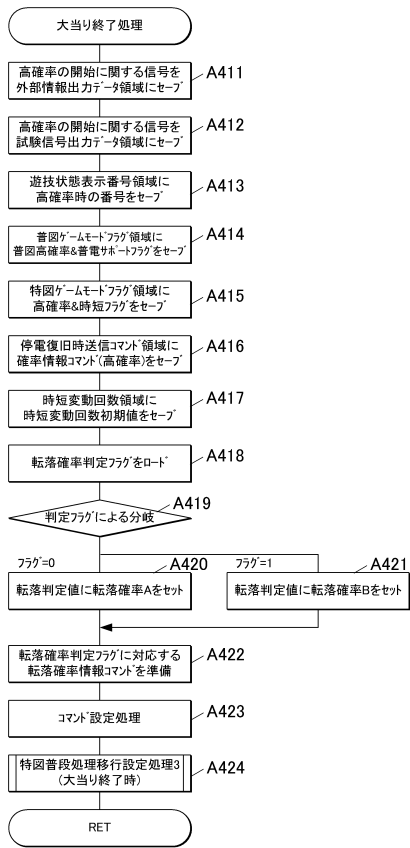 大当り終了処理
高確率の開始に関する信号を
外部情報出力ﾃﾞｰﾀ領域にｾｰﾌﾞ
A411
高確率の開始に関する信号を
試験信号出力ﾃﾞｰﾀ領域にｾｰﾌﾞ
A412
遊技状態表示番号領域に
高確率時の番号をｾｰﾌﾞ
A413
普図ｹﾞｰﾑﾓｰﾄﾞﾌﾗｸﾞ領域に
普図高確率&普電ｻﾎﾟｰﾄﾌﾗｸﾞをｾｰﾌﾞ
A414
特図ｹﾞｰﾑﾓｰﾄﾞﾌﾗｸﾞ領域に
高確率&時短ﾌﾗｸﾞをｾｰﾌﾞ
A415
停電復旧時送信ｺﾏﾝﾄﾞ領域に
確率情報ｺﾏﾝﾄﾞ(高確率)をｾｰﾌﾞ
A416
時短変動回数領域に
時短変動回数初期値をｾｰﾌﾞ
A417
転落確率判定ﾌﾗｸﾞをﾛｰﾄﾞ
A418
判定ﾌﾗｸﾞによる分岐
A419
ﾌﾗｸﾞ=0
転落判定値に転落確率Aをｾｯﾄ
A420
ﾌﾗｸﾞ=1
転落判定値に転落確率Bをｾｯﾄ
A421
転落確率判定ﾌﾗｸﾞに対応する
転落確率情報ｺﾏﾝﾄﾞを準備
A422
ｺﾏﾝﾄﾞ設定処理
A423
特図普段処理移行設定処理3
(大当り終了時)
A424
RET